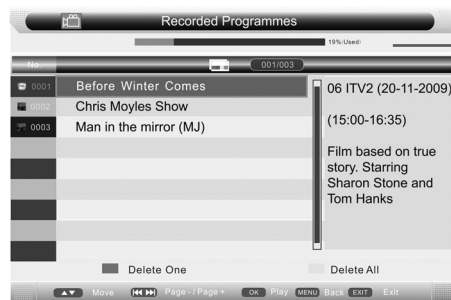 Recorded Programmes
19%(Used)
No.
001/003
0001 Before Winter Comes
0002 Chris Moyles Show
0003 Man in the mirror (MJ)
06 ITV2 (20-11-2009)
(15:00-16:35)
Film based on true
story. Starring
Sharon Stone and
Tom Hanks
Delete One
Delete All
Move Page - / Page + OK Play MENU Back EXIT Exit